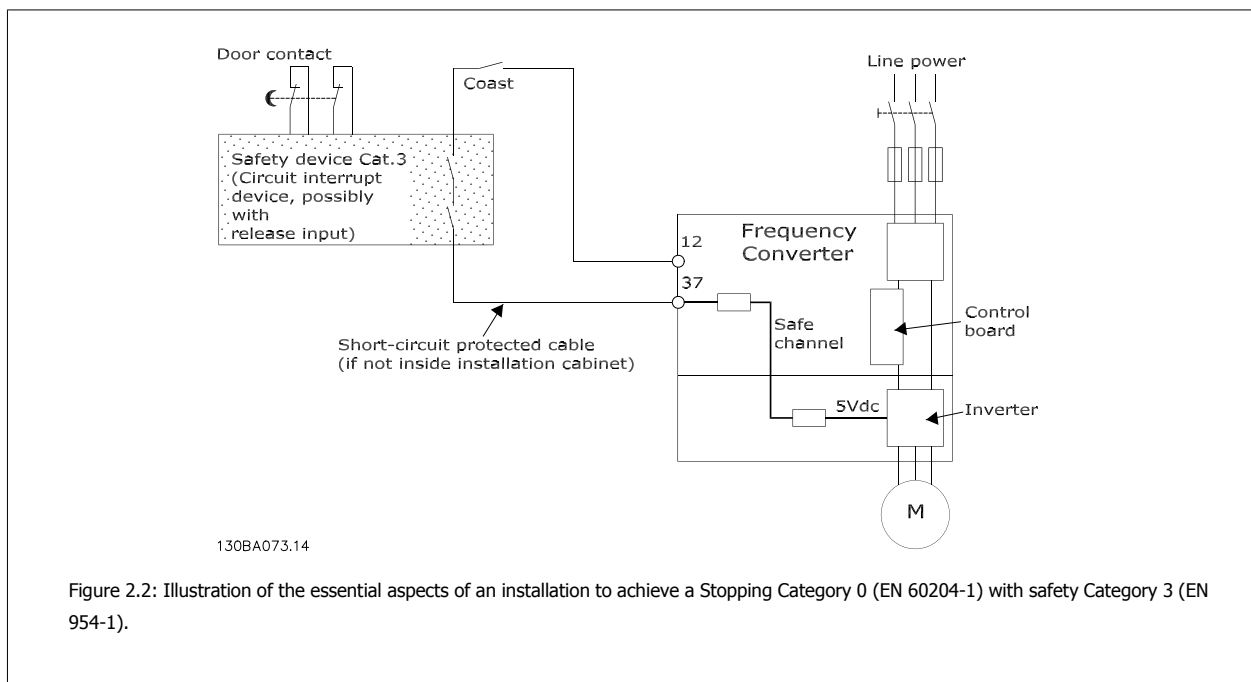 Door contact
Coast
Line power
Safety device Cat.3
(Circuit interrupt
device, possibly
with
release input)
12
Frequency
Converter
37
Safe
channel
Control
board
Short-circuit protected cable
(if not inside installation cabinet)
5Vdc
Inverter
M
130BA073.14
Figure 2.2: Illustration of the essential aspects of an installation to achieve a Stopping Category 0 (EN 60204-1) with safety Category 3 (EN
954-1).